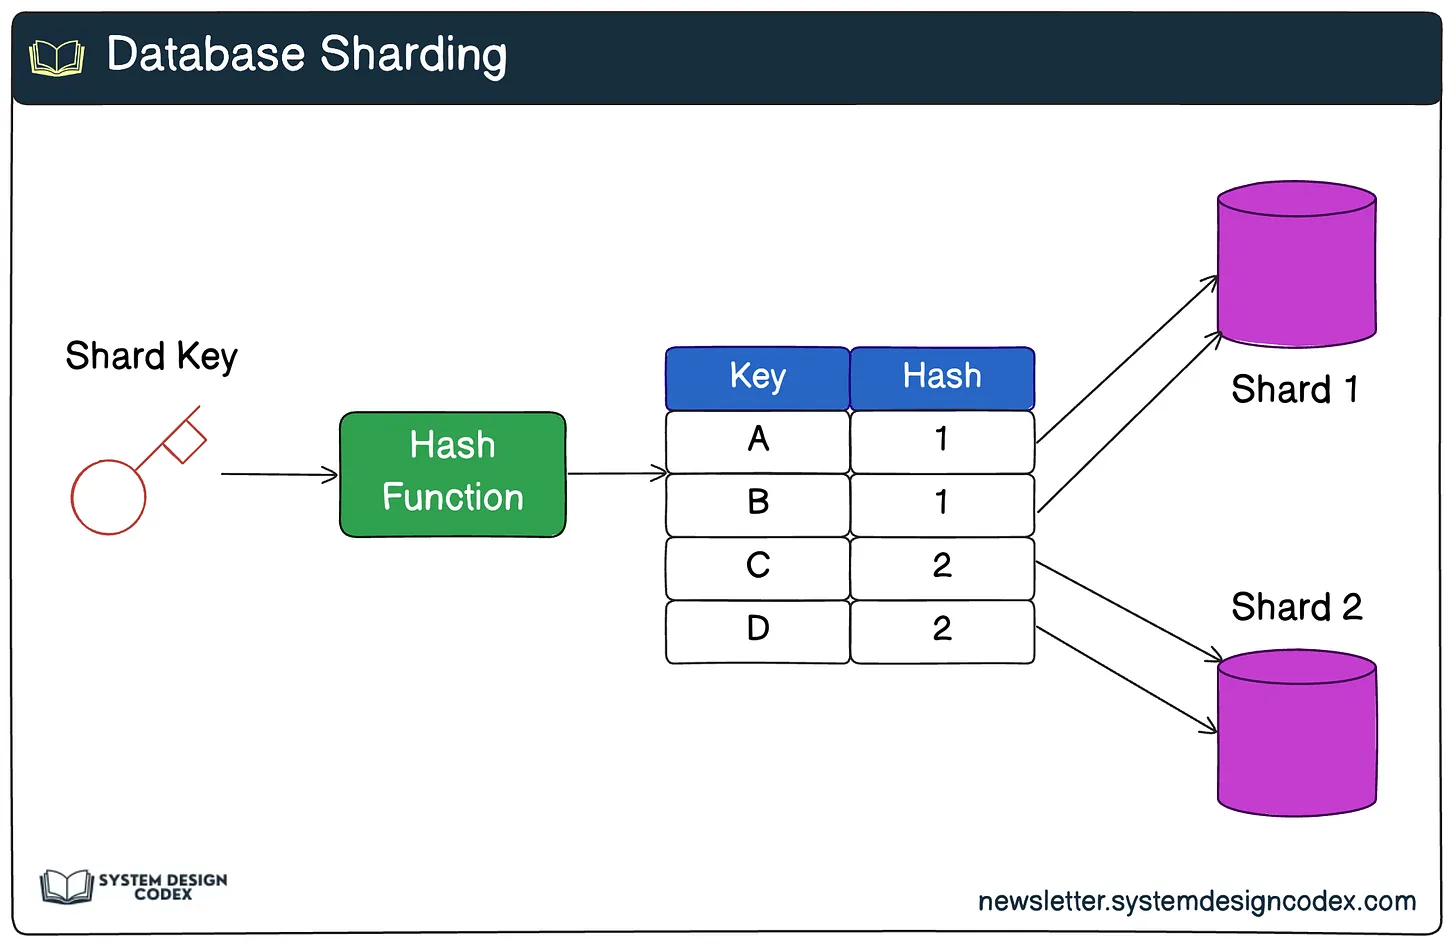 Database Sharding
Shard Key
Hash
Function
Key Hash
A 1
B 1
C 2
D 2
Shard 1
Shard 2
SYSTEM DESIGN
CODEX
newsletter.systemdesigncodex.com